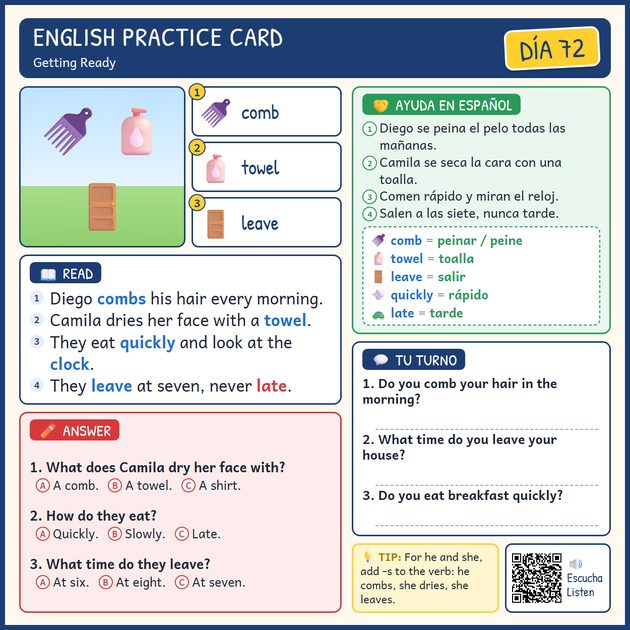 ENGLISH PRACTICE CARD
Getting Ready
DÍA 72
1 comb
2 towel
3 leave
READ
1 Diego combs his hair every morning.
2 Camila dries her face with a towel.
3 They eat quickly and look at the
clock.
4 They leave at seven, never late.
ANSWER
1. What does Camila dry her face with?
A A comb. B A towel. C A shirt.
2. How do they eat?
A Quickly. B Slowly. C Late.
3. What time do they leave?
A At six. B At eight. C At seven.
AYUDA EN ESPAÑOL
1 Diego se peina el pelo todas las
mañanas.
2 Camila se seca la cara con una
toalla.
3 Comen rápido y miran el reloj.
4 Salen a las siete, nunca tarde.
comb = peinar / peine
towel = toalla
leave = salir
quickly = rápido
late = tarde
TU TURNO
1. Do you comb your hair in the
morning?
2. What time do you leave your
house?
3. Do you eat breakfast quickly?
TIP: For he and she,
add -s to the verb: he
combs, she dries, she
leaves.
Escucha
Listen